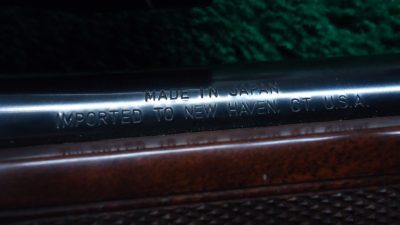 MADE IN JAPAN
IMPORTED TO NEW HAVEN, CT. U.S.A.